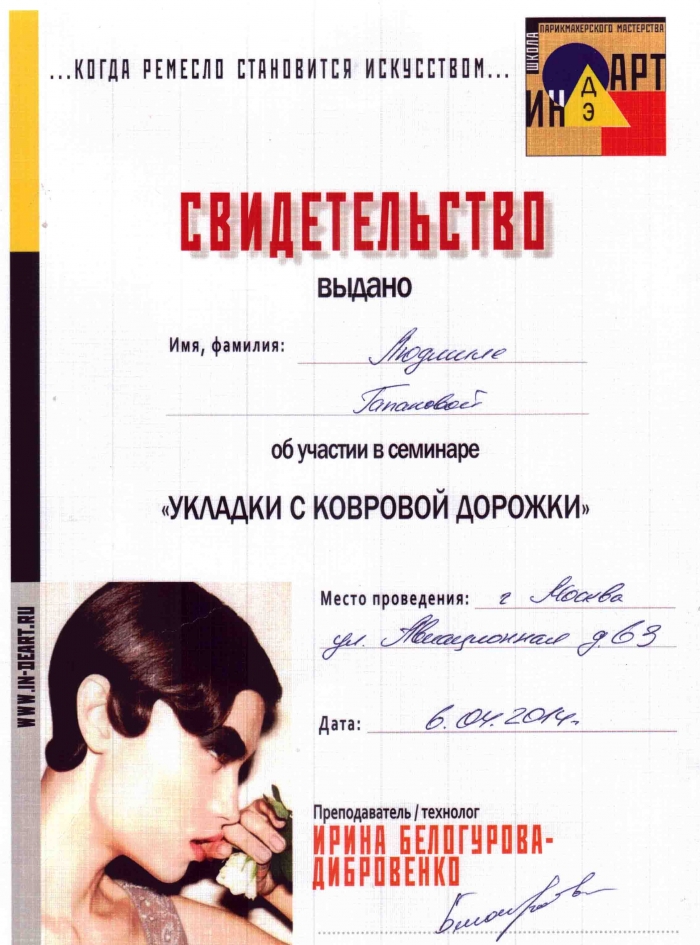 ШКОЛА
ПАРИКМАХЕРСКОГО МАСТЕРСТВА
ИН
ДЭ
АРТ
...КОГДА РЕМЕСЛО СТАНОВИТСЯ ИСКУССТВОМ...
СВИДЕТЕЛЬСТВО
выдано
Имя, фамилия: Людмиле
Гапановой
об участии в семинаре
«УКЛАДКИ С КОВРОВОЙ ДОРОЖКИ»
Место проведения: г Москва
ул. Авиационная д.63
Дата: 6.04.2014г
WWW.IN-DEART.RU
Преподаватель / технолог
ИРИНА БЕЛОГУРОВА-
ДИБРОВЕНКО